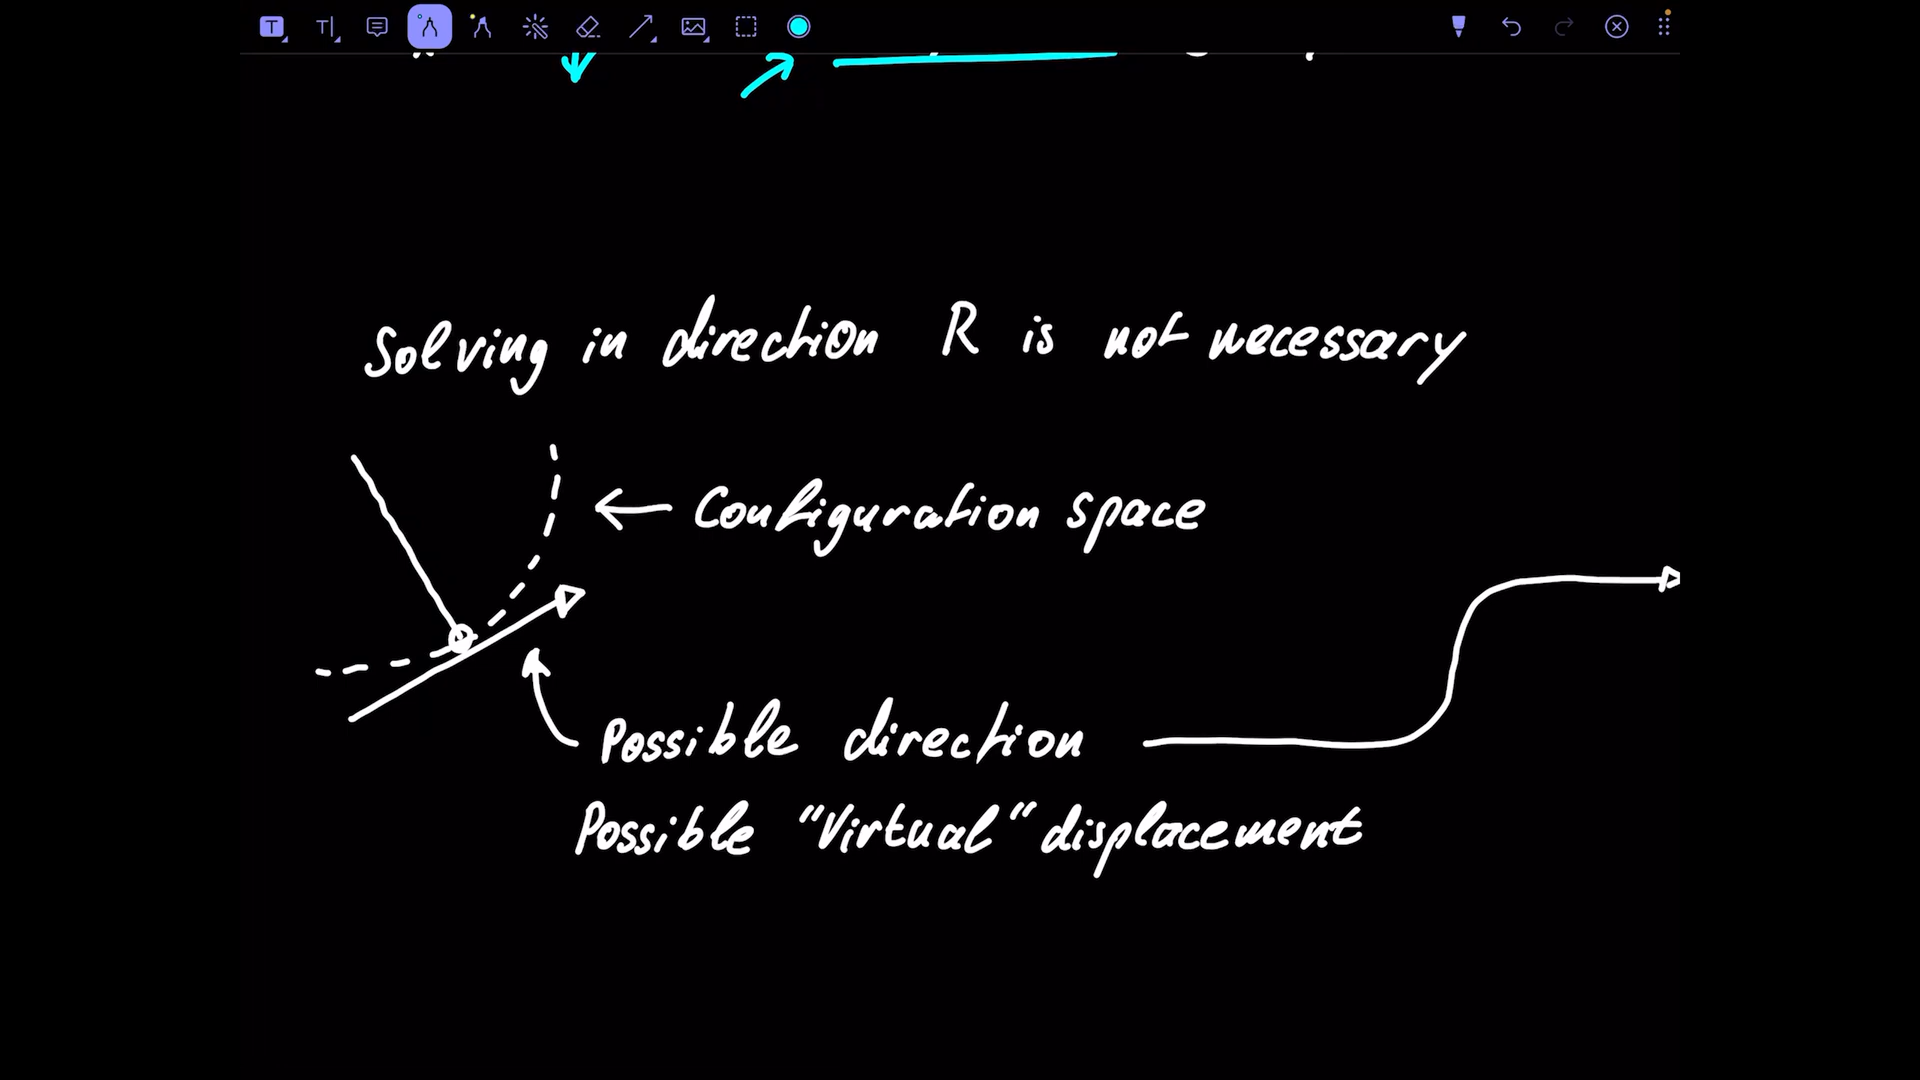 Solving in direction R is not necessary
Configuration space
Possible direction
Possible "Virtual" displacement